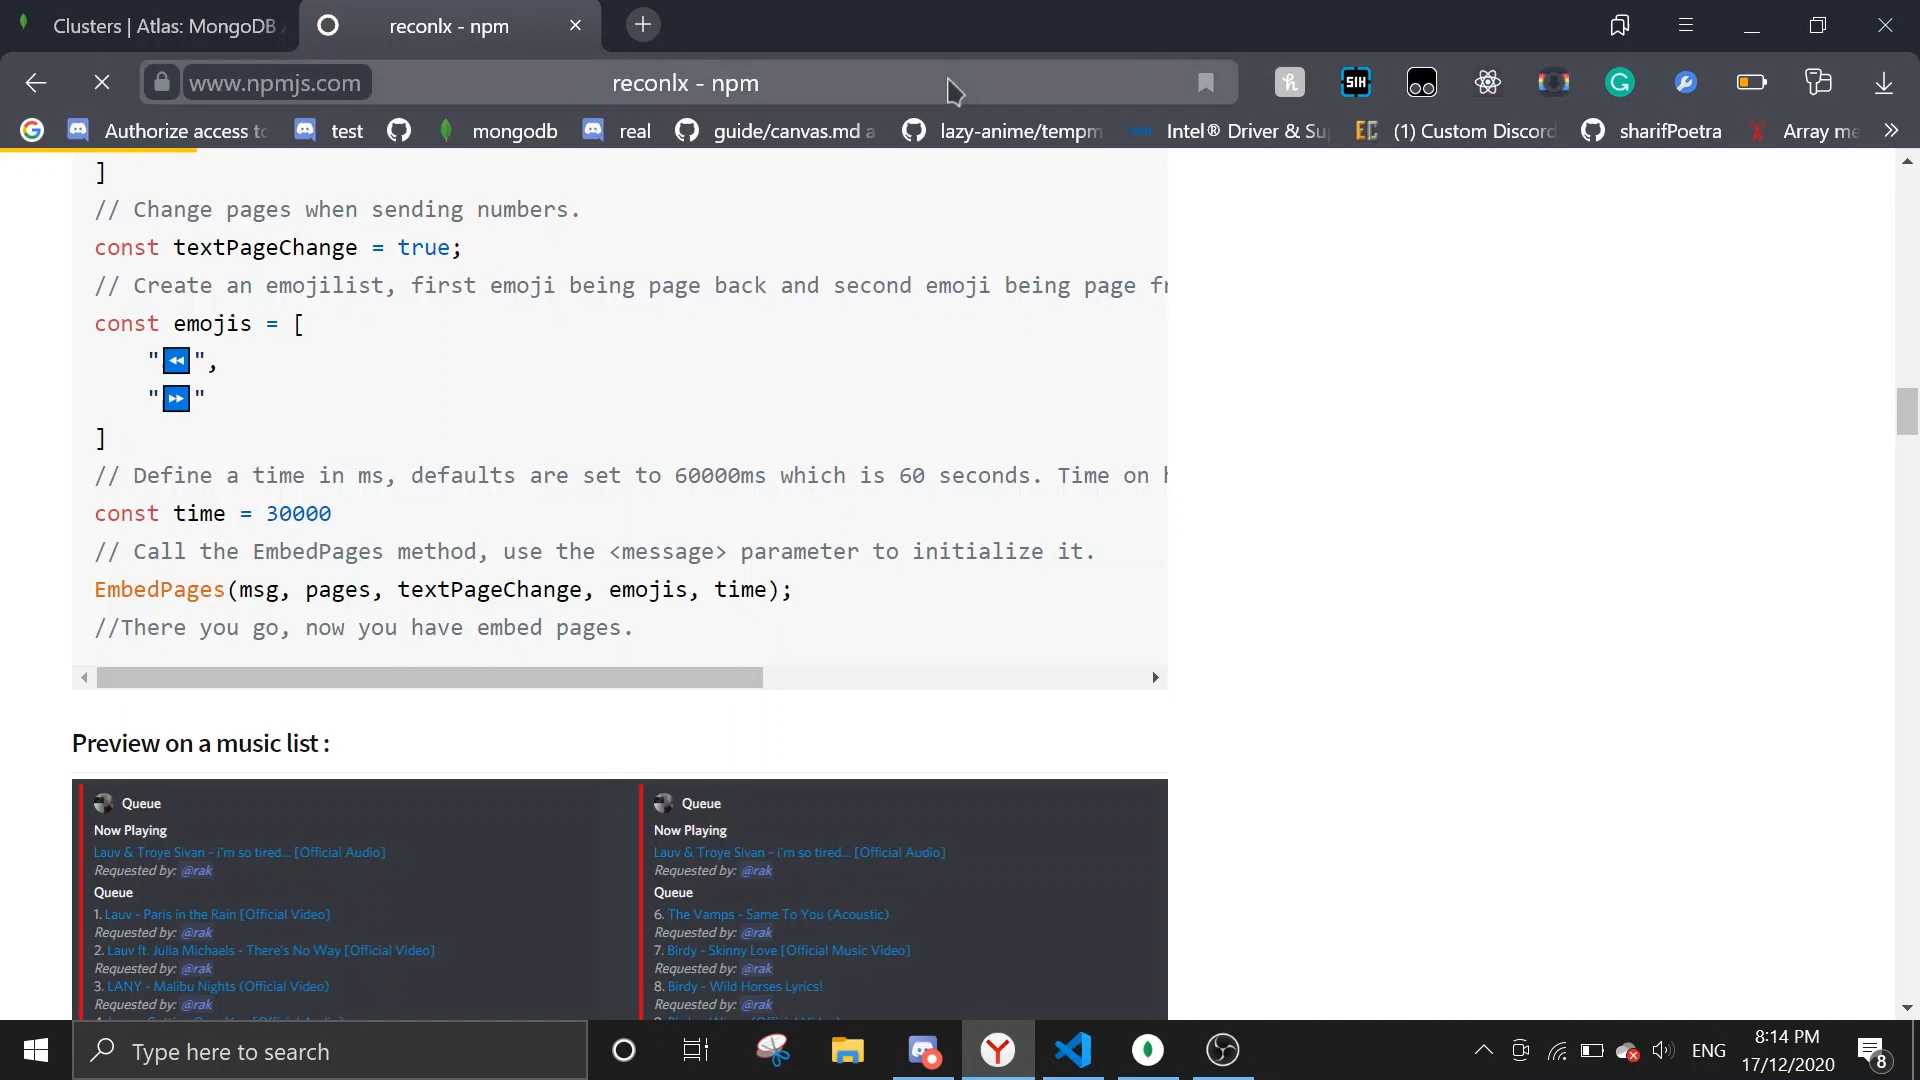 Clusters | Atlas: MongoDB
reconlx - npm
www.npmjs.com
reconlx - npm
Authorize access to
test
mongodb
real
guide/canvas.md a
lazy-anime/tempm
Intel® Driver & Su
(1) Custom Discord
sharifPoetra
Array me
]
// Change pages when sending numbers.
const textPageChange = true;
// Create an emojilist, first emoji being page back and second emoji being page fr
const emojis = [
"⏪",
"⏩"
]
// Define a time in ms, defaults are set to 60000ms which is 60 seconds. Time on
const time = 30000
// Call the EmbedPages method, use the <message> parameter to initialize it.
EmbedPages(msg, pages, textPageChange, emojis, time);
//There you go, now you have embed pages.
Preview on a music list :
Queue
Now Playing
Lauv & Troye Sivan - i'm so tired... [Official Audio]
Requested by: @rak
Queue
1. Lauv - Paris in the Rain [Official Video]
Requested by: @rak
2. Lauv ft. Julia Michaels - There's No Way [Official Video]
Requested by: @rak
3. LANY - Malibu Nights (Official Video)
Requested by: @rak
Queue
Now Playing
Lauv & Troye Sivan - i'm so tired... [Official Audio]
Requested by: @rak
Queue
6. The Vamps - Same To You (Acoustic)
Requested by: @rak
7. Birdy - Skinny Love [Official Music Video]
Requested by: @rak
8. Birdy - Wild Horses Lyrics!
Requested by: @rak
Type here to search
ENG
8:14 PM
17/12/2020
8